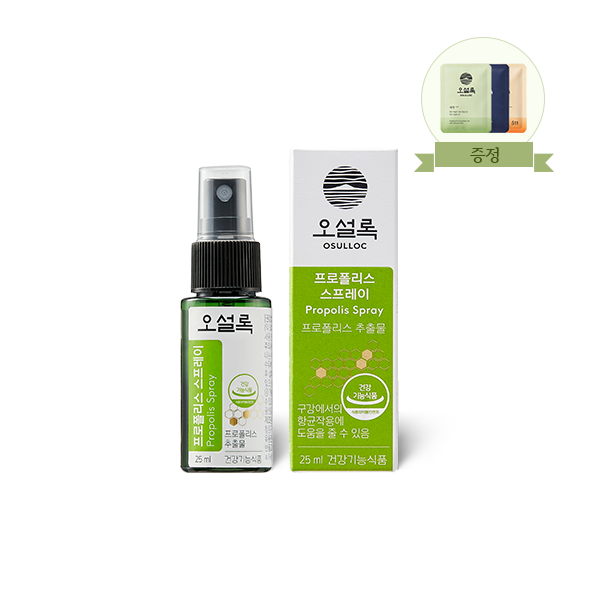 오설록
OSULLOC
증정
오설록
OSULLOC
프로폴리스
스프레이
Propolis Spray
프로폴리스 추출물
건강
기능식품
구강에서의
항균작용에
도움을 줄 수 있음
25 ml 건강기능식품
오설록
프로폴리스 스프레이
Propolis Spray
건강
기능식품
프로폴리스
추출물
25 ml 건강기능식품